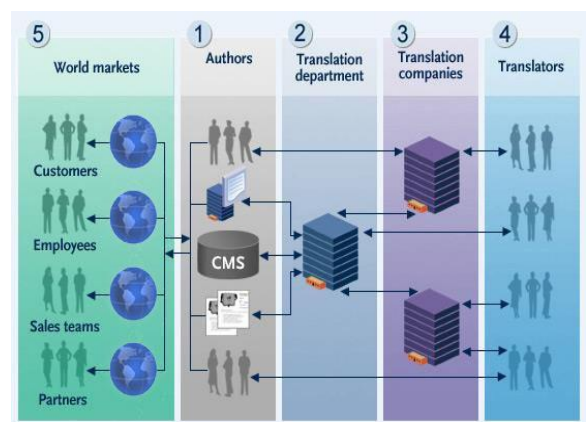 5
World markets
1
Authors
2
Translation
department
3
Translation
companies
4
Translators
Customers
Employees
CMS
Sales teams
Partners